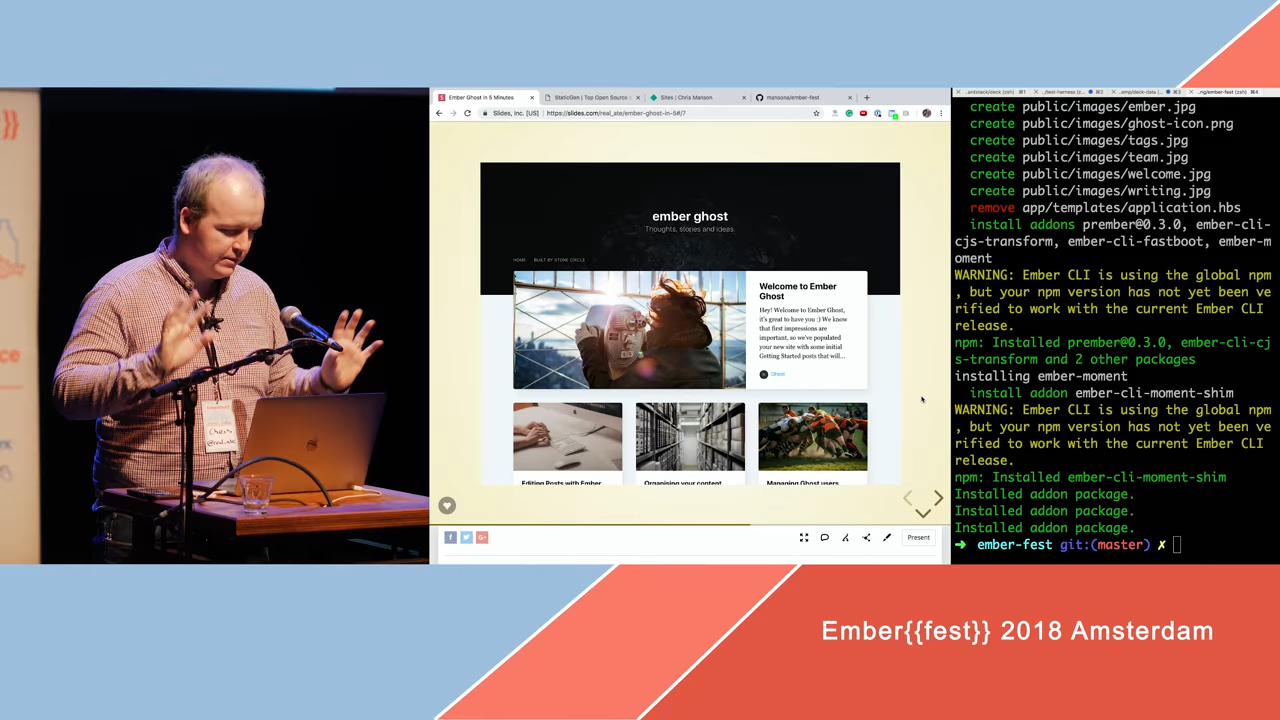 Chris
@real_ate
Ember Ghost in 5 Minutes
StaticGen | Top Open Source
Sites | Chris Manson
mansona/ember-fest
Slides, Inc. [US]
https://slides.com/real_ate/ember-ghost-in-5#/7
ember ghost
Thoughts, stories and ideas.
HOME BUILT BY STONE CIRCLE
Welcome to Ember
Ghost
Hey! Welcome to Ember Ghost,
it's great to have you :) We know
that first impressions are
important, so we've populated
your new site with some initial
Getting Started posts that will...
Ghost
Editing Posts with Ember
Organising your content
Managing Ghost users
Present
create public/images/ember.jpg
create public/images/ghost-icon.png
create public/images/tags.jpg
create public/images/team.jpg
create public/images/welcome.jpg
create public/images/writing.jpg
remove app/templates/application.hbs
install addons prember@0.3.0, ember-cli-
cjs-transform, ember-cli-fastboot, ember-m
oment
WARNING: Ember CLI is using the global npm
, but your npm version has not yet been ve
rified to work with the current Ember CLI
release.
npm: Installed prember@0.3.0, ember-cli-cj
s-transform and 2 other packages
installing ember-moment
install addon ember-cli-moment-shim
WARNING: Ember CLI is using the global npm
, but your npm version has not yet been ve
rified to work with the current Ember CLI
release.
npm: Installed ember-cli-moment-shim
Installed addon package.
Installed addon package.
Installed addon package.
➜ ember-fest git:(master) ✗
Ember{{fest}} 2018 Amsterdam